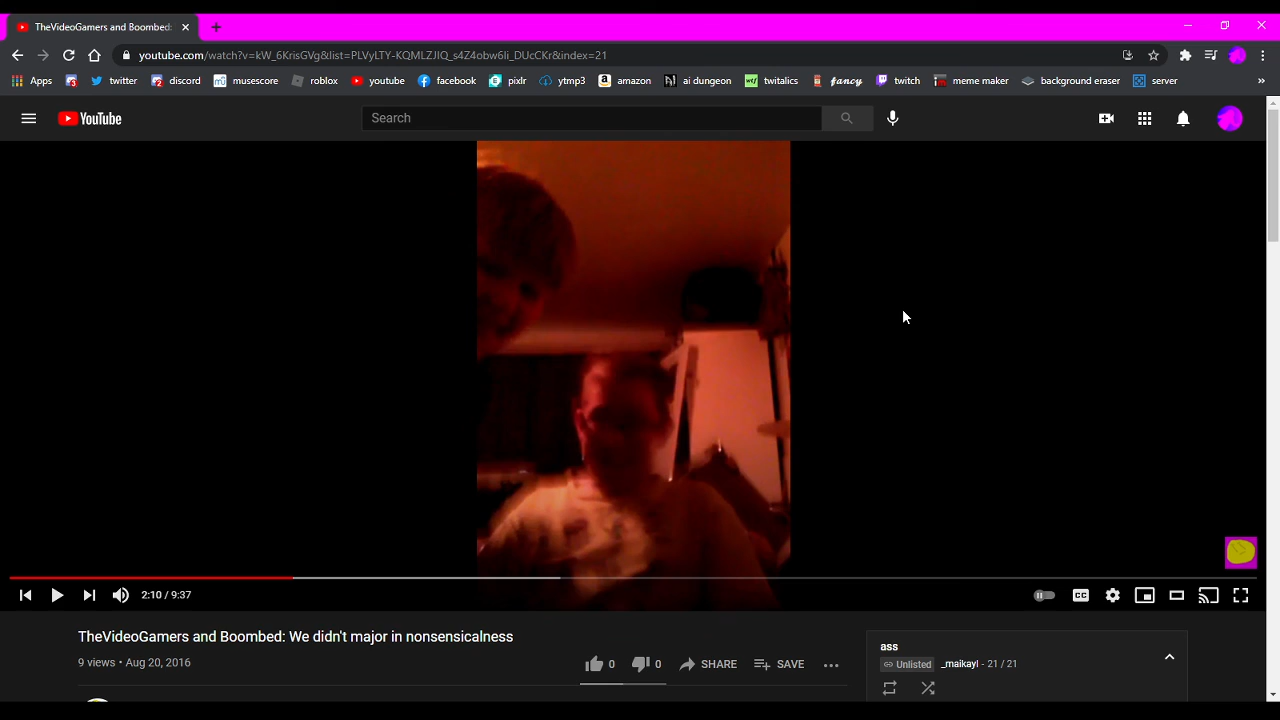 TheVideoGamers and Boombed:
youtube.com/watch?v=kW_6KrisGVg&list=PLVyLTY-KQMLZJIQ_s4Z4obw6Ii_DUcCKr&index=21
Apps twitter discord musescore roblox youtube facebook pixlr ytmp3 amazon ai dungeon twitalics fancy twitch meme maker background eraser server
YouTube
Search
2:10 / 9:37
CC
TheVideoGamers and Boombed: We didn't major in nonsensicalness
9 views • Aug 20, 2016
0 0 SHARE SAVE
ass
Unlisted _maikayl - 21 / 21